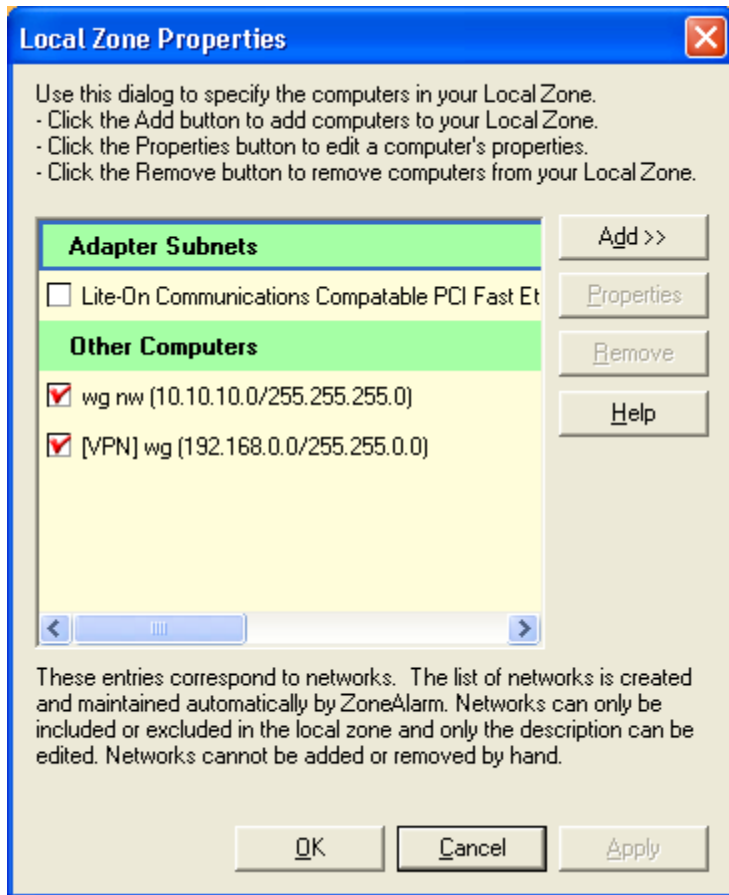 Local Zone Properties
Use this dialog to specify the computers in your Local Zone.
- Click the Add button to add computers to your Local Zone.
- Click the Properties button to edit a computer's properties.
- Click the Remove button to remove computers from your Local Zone.
Adapter Subnets
Lite-On Communications Compatable PCI Fast Et
Other Computers
wg nw (10.10.10.0/255.255.255.0)
[VPN] wg (192.168.0.0/255.255.0.0)
Add >>
Properties
Remove
Help
These entries correspond to networks. The list of networks is created
and maintained automatically by ZoneAlarm. Networks can only be
included or excluded in the local zone and only the description can be
edited. Networks cannot be added or removed by hand.
OK
Cancel
Apply